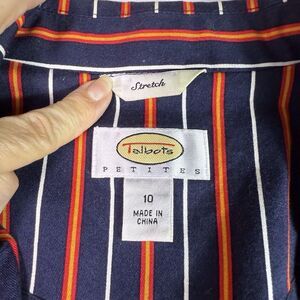 Stretch
Talbots
PETITES
10
MADE IN
CHINA